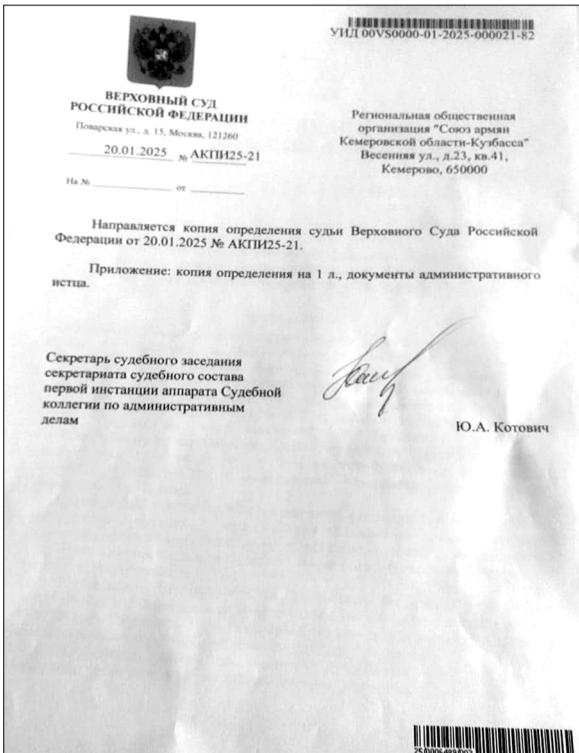 УИД 00VS0000-01-2025-000021-82
ВЕРХОВНЫЙ СУД
РОССИЙСКОЙ ФЕДЕРАЦИИ
Поварская ул., д. 15, Москва, 121260
20.01.2025 № АКПИ25-21
На № от
Региональная общественная
организация "Союз армян
Кемеровской области-Кузбасса"
Весенняя ул., д.23, кв.41,
Кемерово, 650000
Направляется копия определения судьи Верховного Суда Российской
Федерации от 20.01.2025 № АКПИ25-21.
Приложение: копия определения на 1 л., документы административного
истца.
Секретарь судебного заседания
секретариата судебного состава
первой инстанции аппарата Судебной
коллегии по административным
делам
Ю.А. Котович